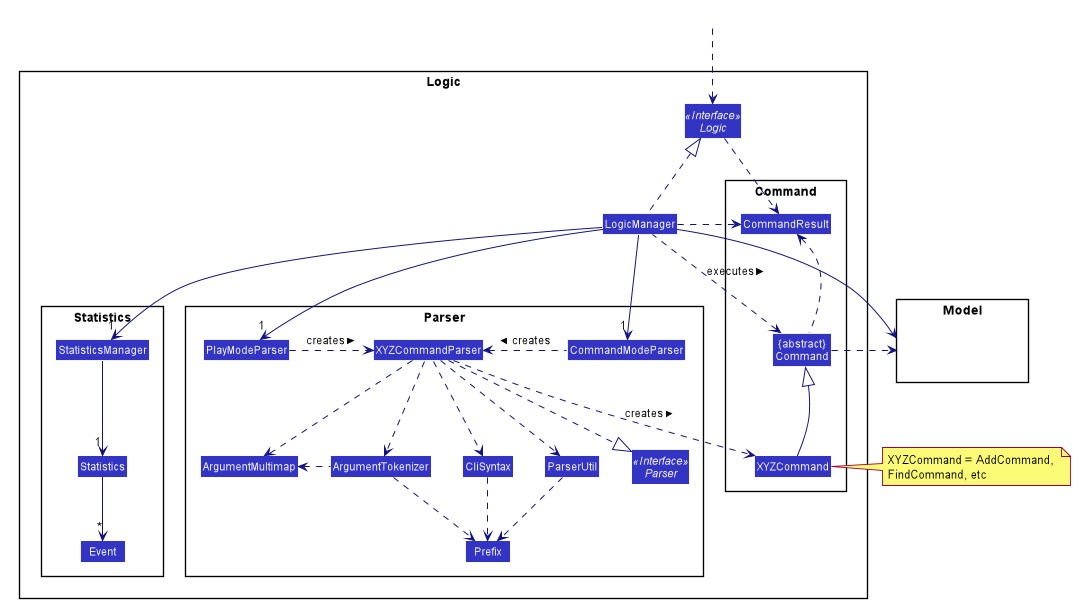 Logic
«Interface»
Logic
Command
LogicManager
CommandResult
executes ►
Statistics
Parser
Model
1
1
1
StatisticsManager
PlayModeParser
creates ►
XYZCommandParser
◄ creates
CommandModeParser
{abstract}
Command
creates ►
1
Statistics
ArgumentMultimap
ArgumentTokenizer
CliSyntax
ParserUtil
«Interface»
Parser
XYZCommand
XYZCommand = AddCommand,
FindCommand, etc
*
Event
Prefix